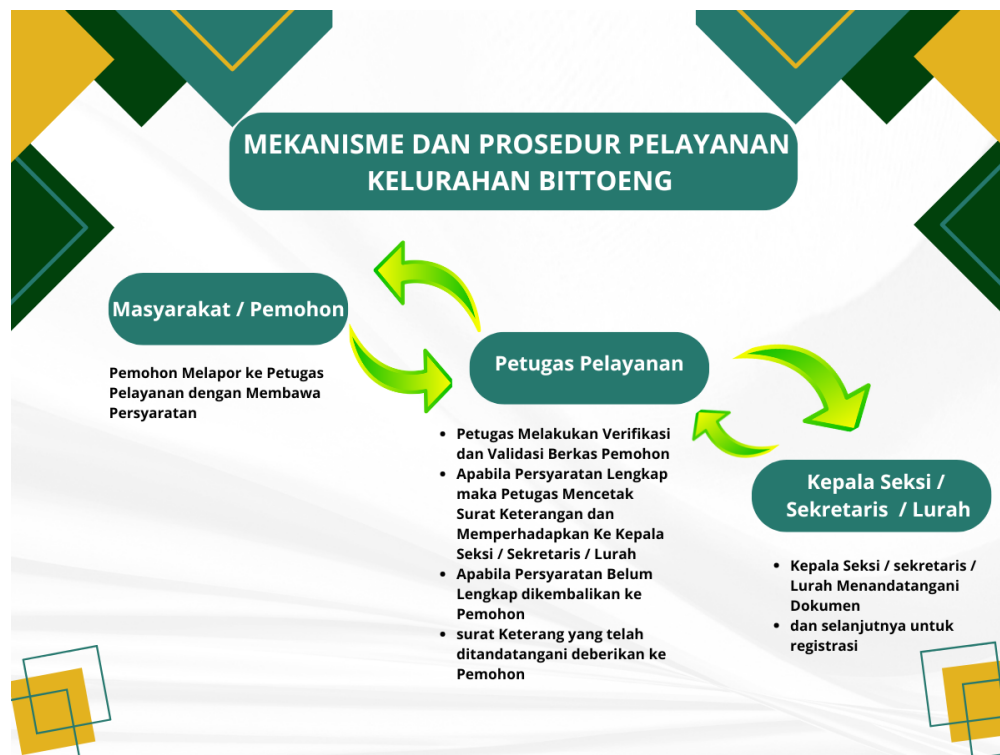 MEKANISME DAN PROSEDUR PELAYANAN
KELURAHAN BITTOENG
Masyarakat / Pemohon
Pemohon Melapor ke Petugas
Pelayanan dengan Membawa
Persyaratan
Petugas Pelayanan
• Petugas Melakukan Verifikasi
dan Validasi Berkas Pemohon
• Apabila Persyaratan Lengkap
maka Petugas Mencetak
Surat Keterangan dan
Memperhadapkan Ke Kepala
Seksi / Sekretaris / Lurah
• Apabila Persyaratan Belum
Lengkap dikembalikan ke
Pemohon
• surat Keterang yang telah
ditandatangani deberikan ke
Pemohon
Kepala Seksi /
Sekretaris / Lurah
• Kepala Seksi / sekretaris /
Lurah Menandatangani
Dokumen
• dan selanjutnya untuk
registrasi